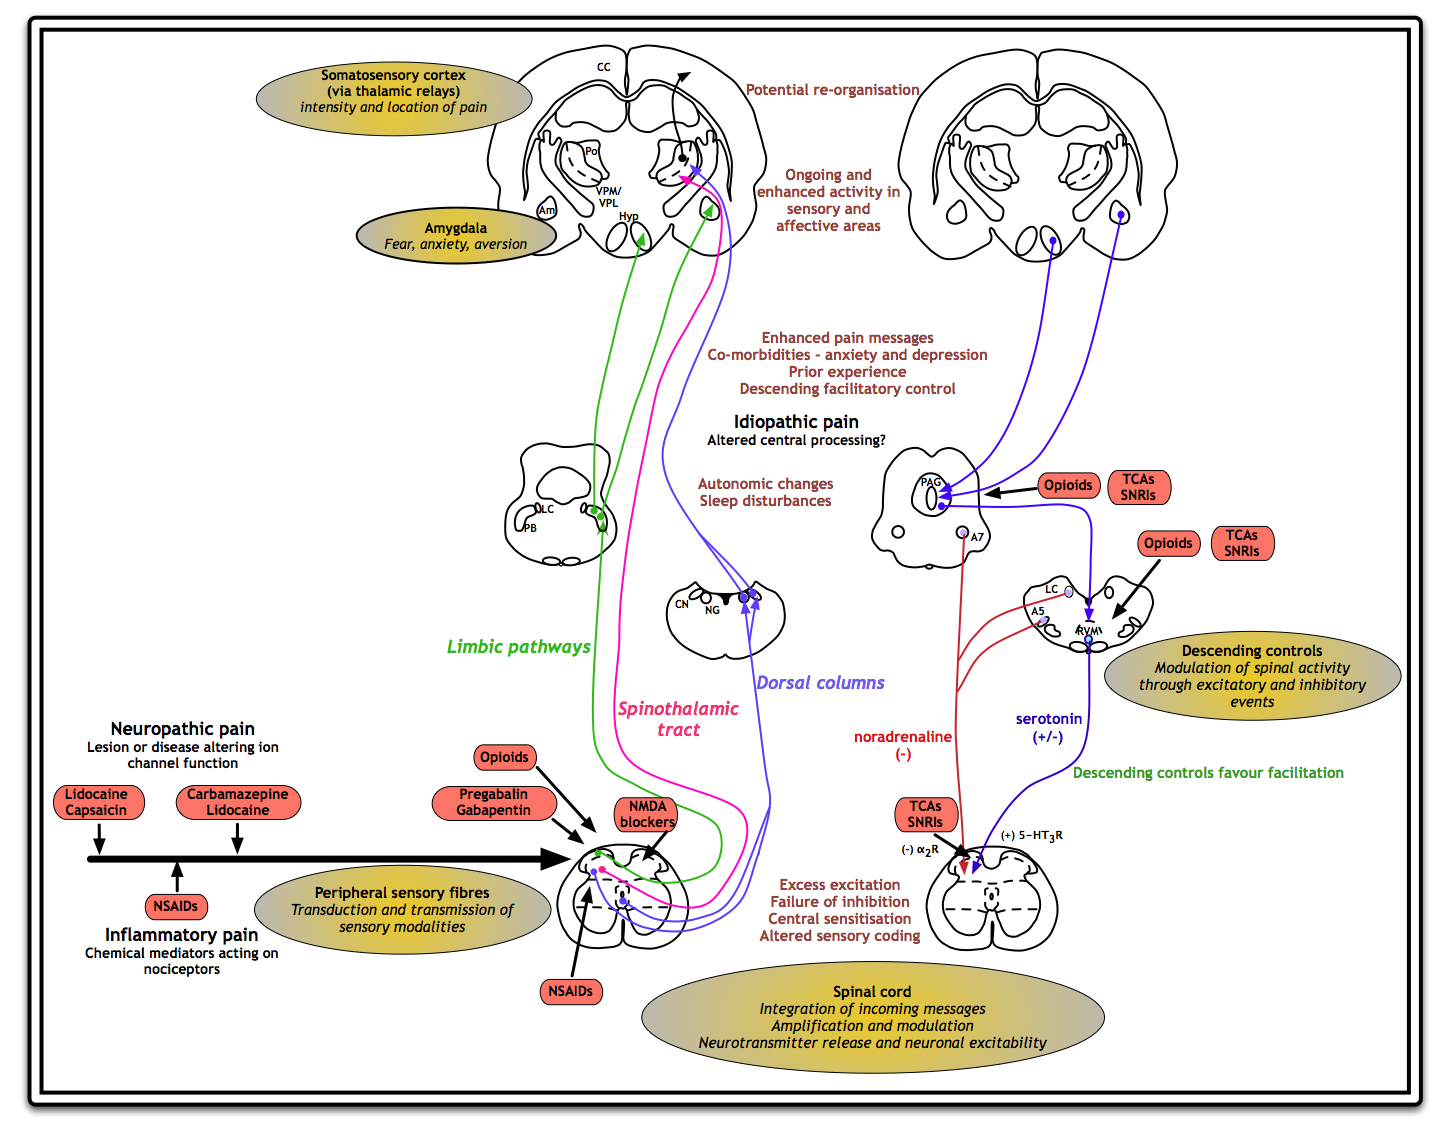 Somatosensory cortex
(via thalamic relays)
intensity and location of pain
CC
Potential re-organisation
Po
VPM/
VPL
Am
Hyp
Amygdala
Fear, anxiety, aversion
Ongoing and
enhanced activity in
sensory and
affective areas
Enhanced pain messages
Co-morbidities - anxiety and depression
Prior experience
Descending facilitatory control
Idiopathic pain
Altered central processing?
Autonomic changes
Sleep disturbances
LC
PB
PAG
A7
Opioids
TCAs
SNRIs
Opioids
TCAs
SNRIs
CN
NG
LC
A5
RVM
Limbic pathways
Dorsal columns
Spinothalamic
tract
Descending controls
Modulation of spinal activity
through excitatory and inhibitory
events
noradrenaline
(-)
serotonin
(+/-)
Descending controls favour facilitation
Neuropathic pain
Lesion or disease altering ion
channel function
Lidocaine
Capsaicin
Carbamazepine
Lidocaine
Opioids
Pregabalin
Gabapentin
NMDA
blockers
TCAs
SNRIs
(-) α2R
(+) 5-HT3R
NSAIDs
Inflammatory pain
Chemical mediators acting on
nociceptors
Peripheral sensory fibres
Transduction and transmission of
sensory modalities
NSAIDs
Excess excitation
Failure of inhibition
Central sensitisation
Altered sensory coding
Spinal cord
Integration of incoming messages
Amplification and modulation
Neurotransmitter release and neuronal excitability